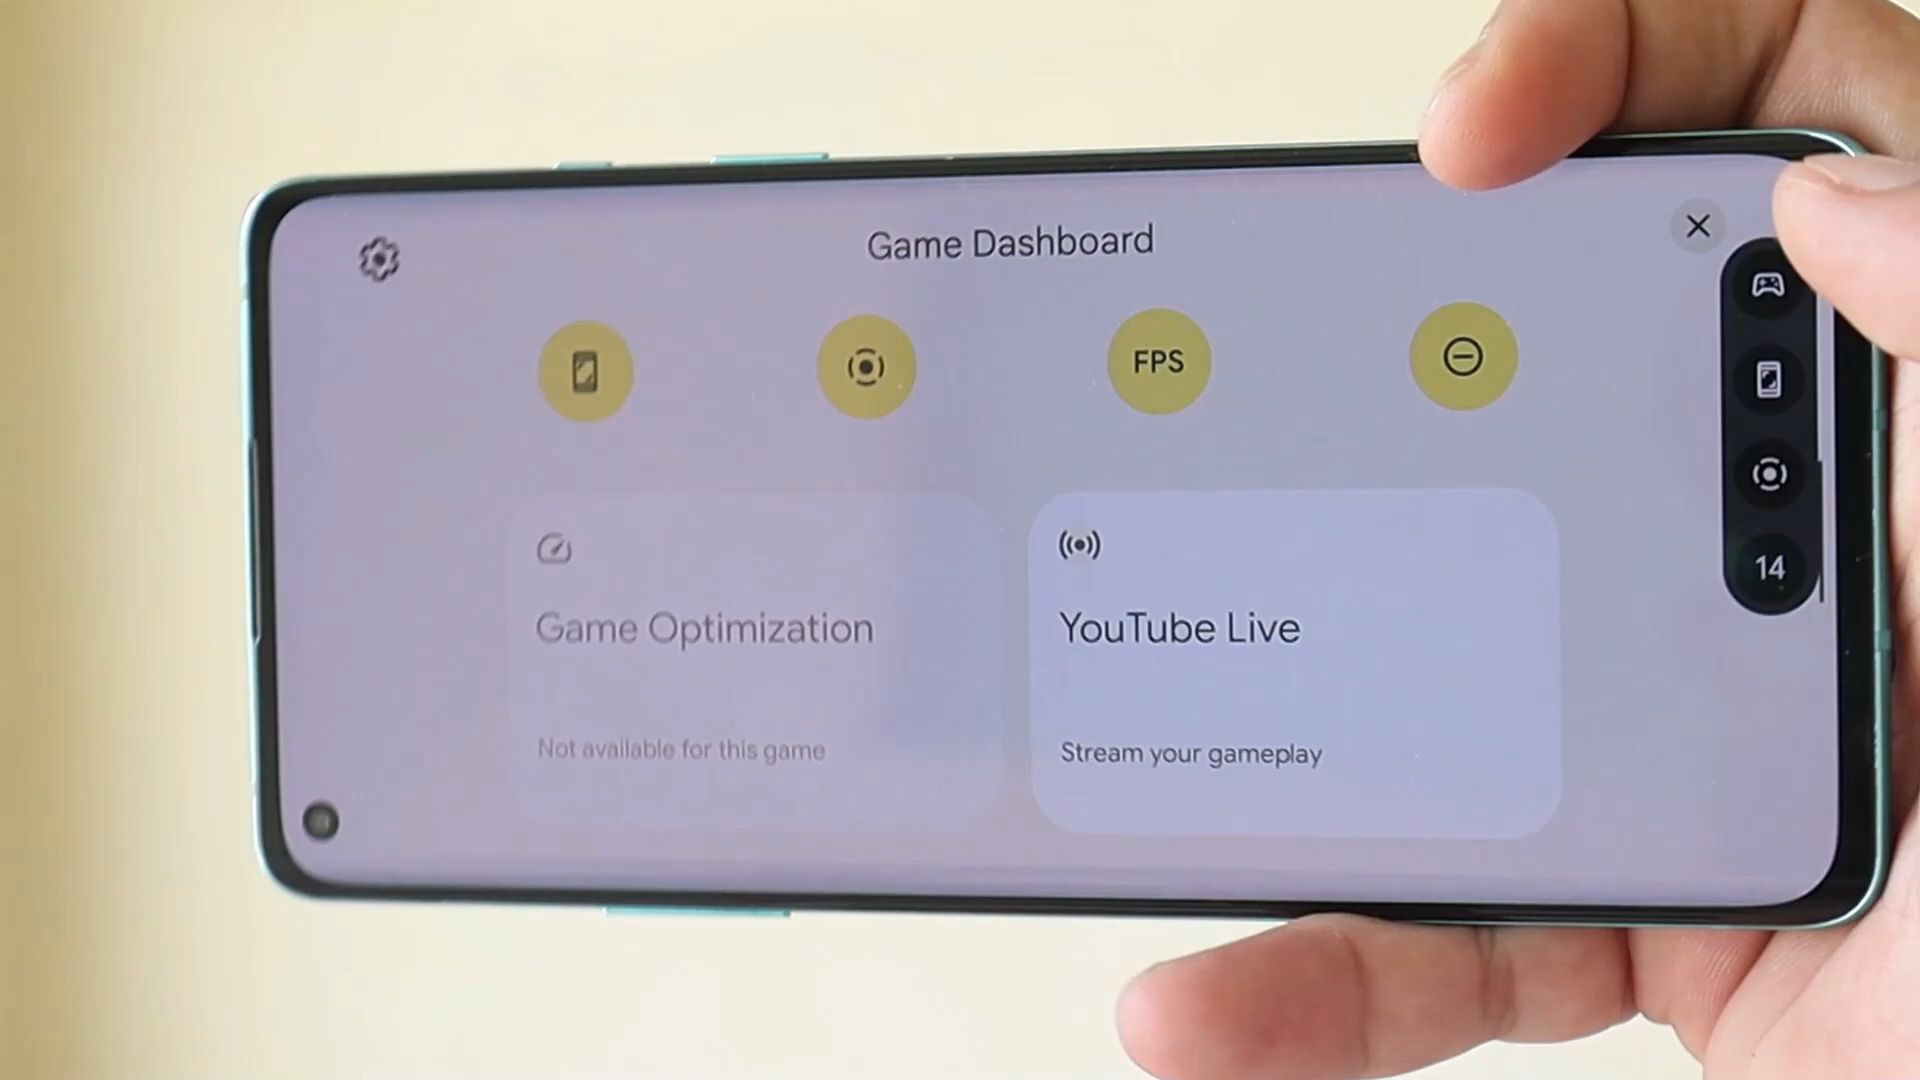 Game Dashboard
FPS
14
Game Optimization
Not available for this game
YouTube Live
Stream your gameplay